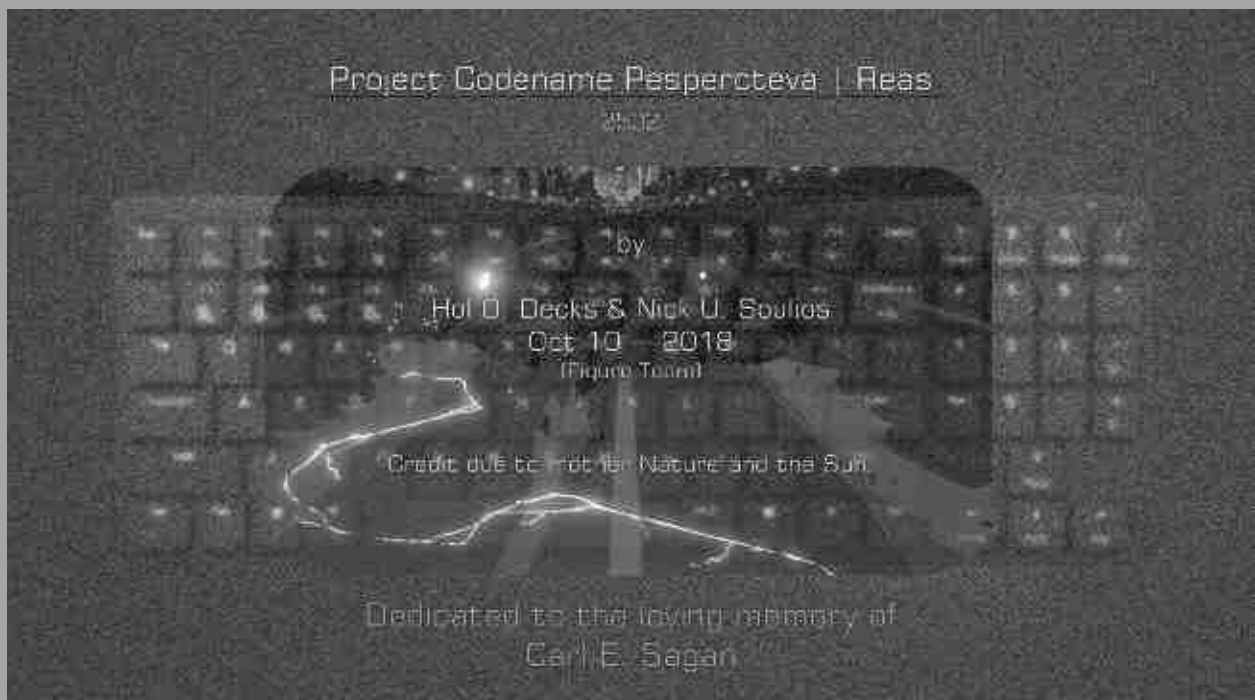 Project Codename Pespercteva | Reas
by
Hol O. Decks & Nick U. Soulios
Oct 10 2018
(Figure Team)
Credit due to mother Nature and the Sun
Dedicated to the loving memory of
Carl E. Sagan